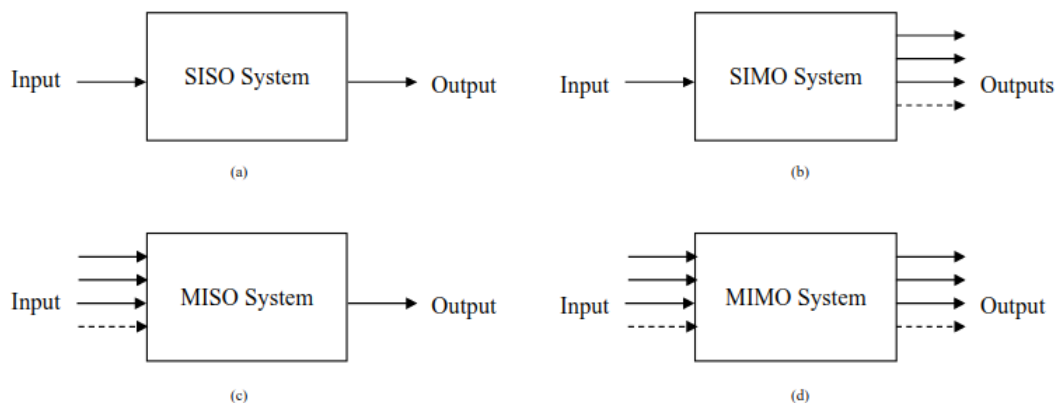 Input SISO System Output
(a)
Input SIMO System Outputs
(b)
Input MISO System Output
(c)
Input MIMO System Output
(d)